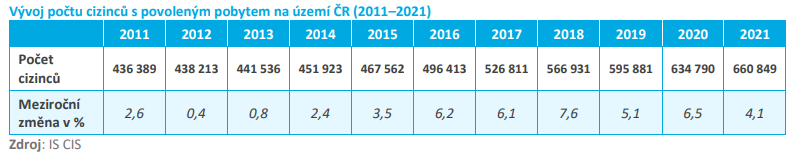 Vývoj počtu cizinců s povoleným pobytem na území ČR (2011–2021)
2011 2012 2013 2014 2015 2016 2017 2018 2019 2020 2021
Počet
cizinců 436 389 438 213 441 536 451 923 467 562 496 413 526 811 566 931 595 881 634 790 660 849
Meziroční
změna v % 2,6 0,4 0,8 2,4 3,5 6,2 6,1 7,6 5,1 6,5 4,1
Zdroj: IS CIS